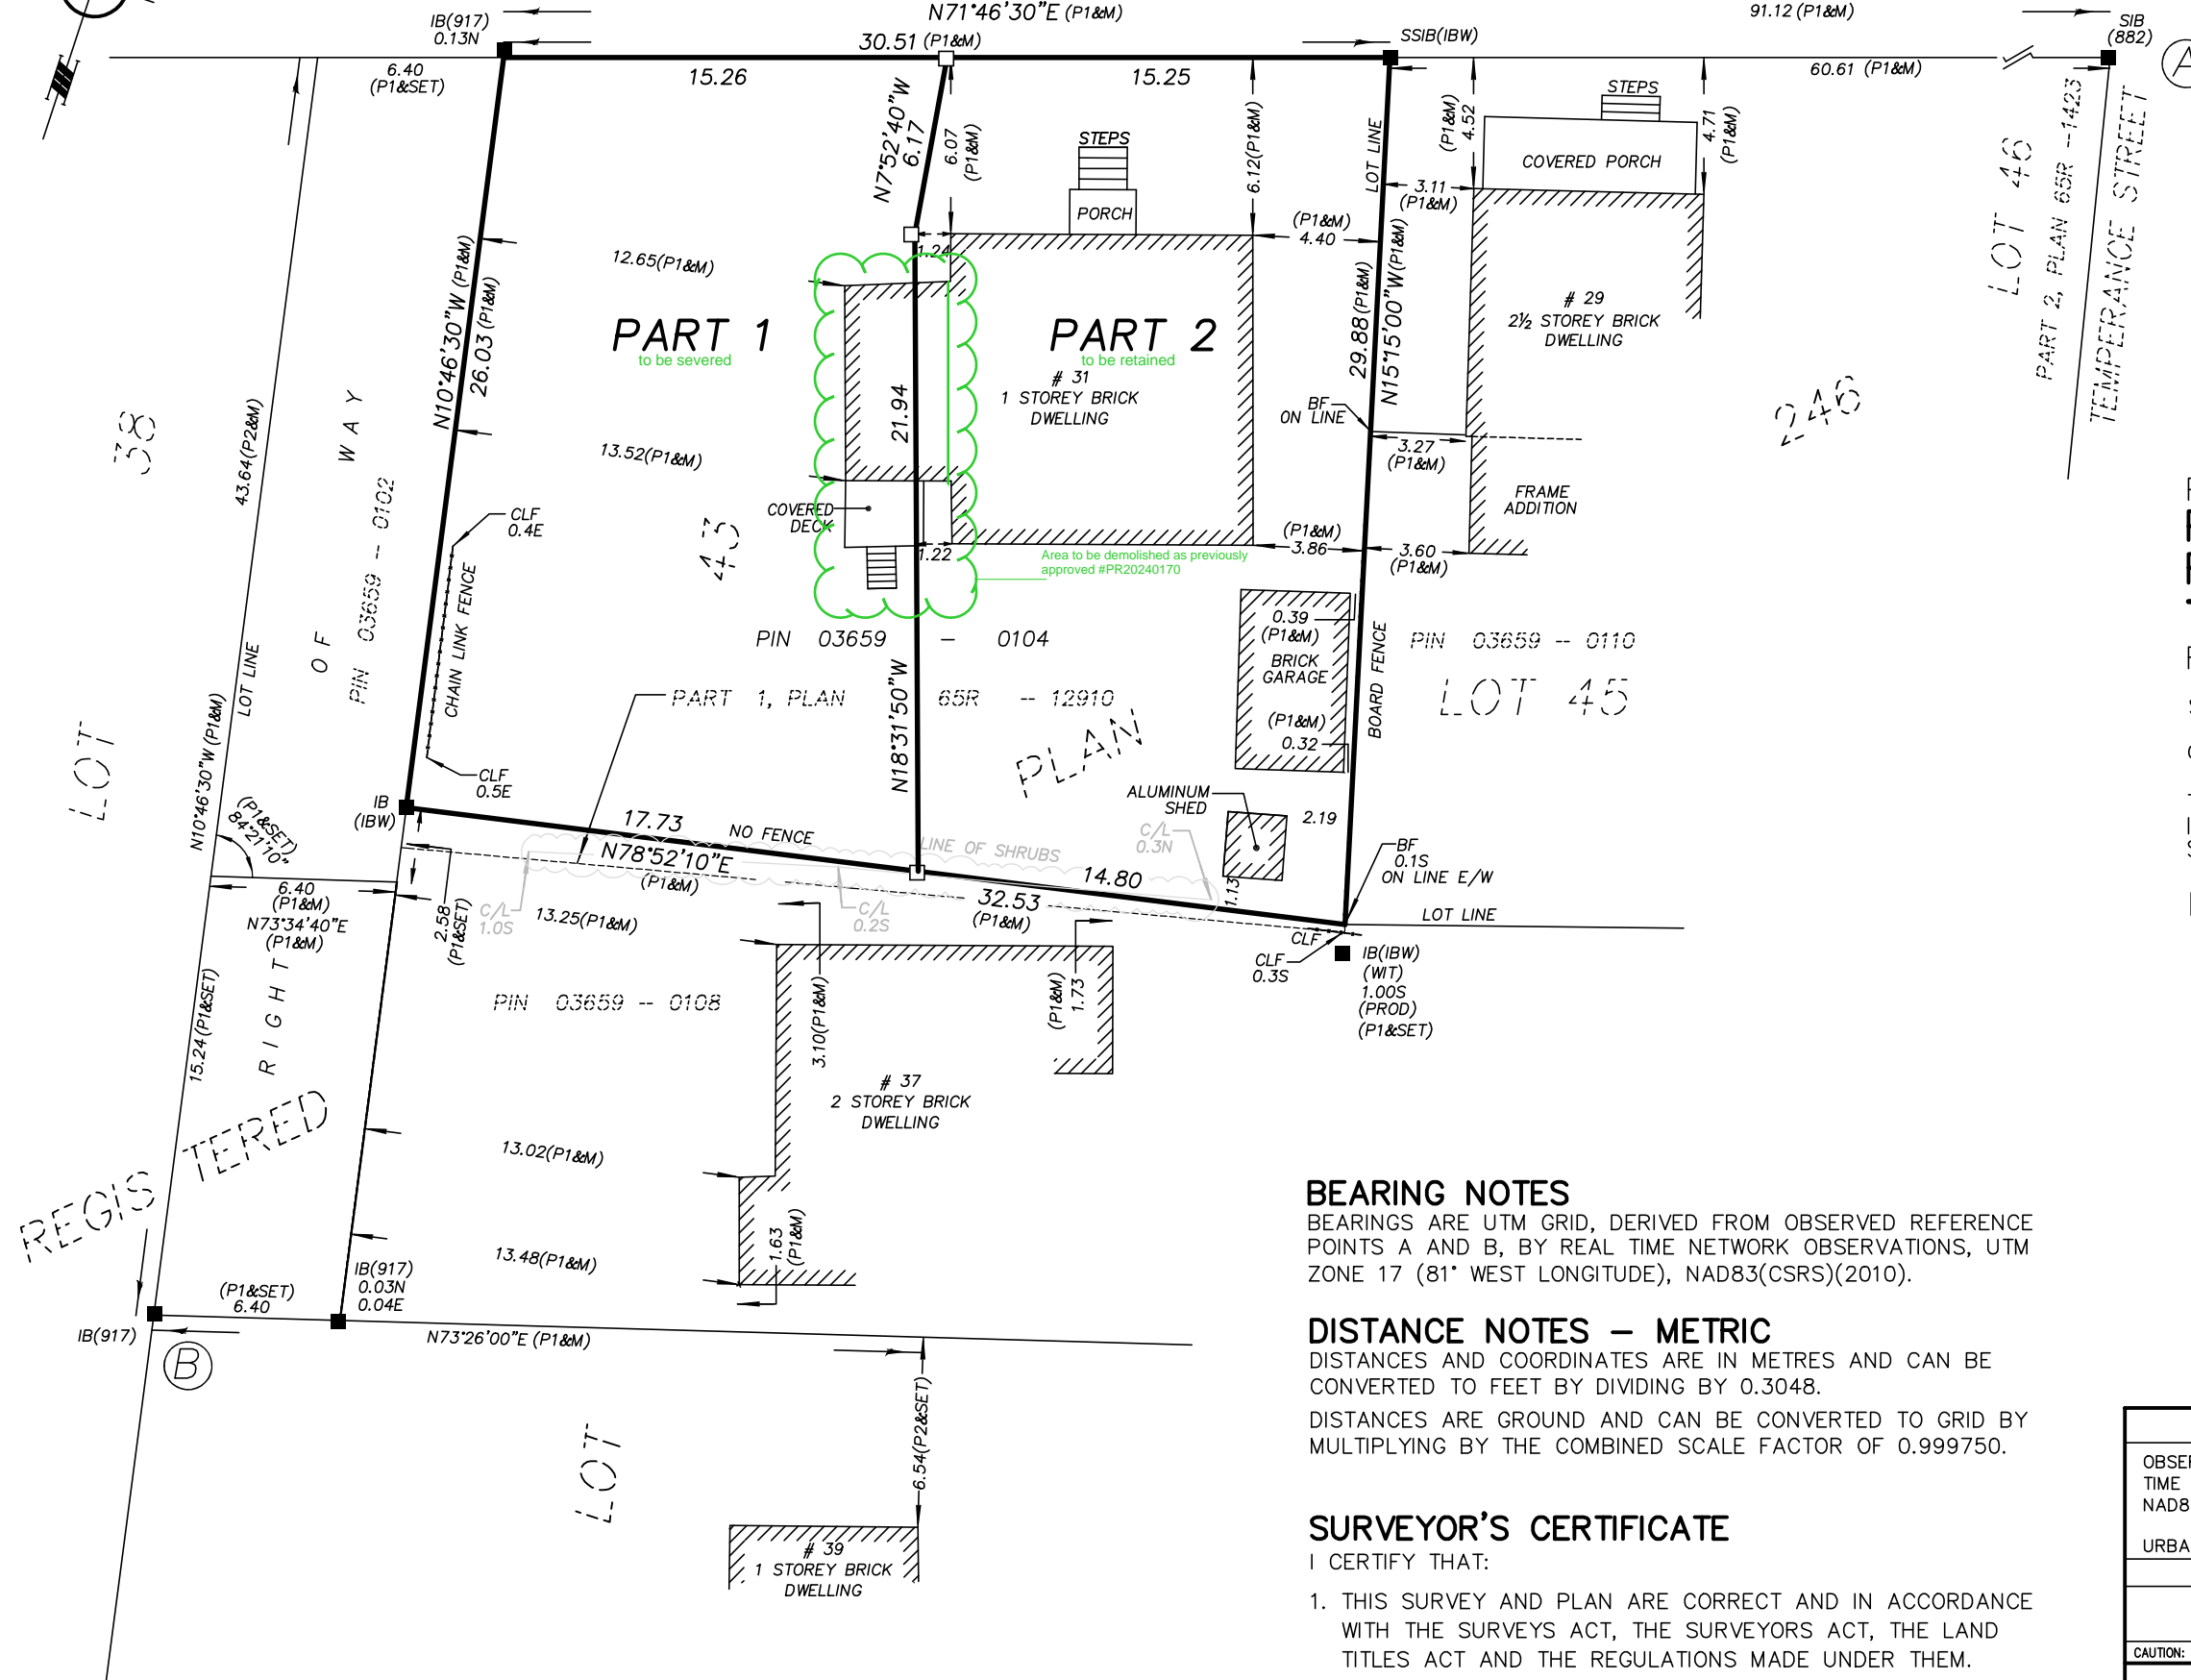 N71°46'30"E (P1&M)
91.12 (P1&M)
IB(917)
0.13N
30.51 (P1&M)
SSIB(IBW)
SIB
(882)
A
6.40
(P1&SET)
15.26
15.25
60.61 (P1&M)
N7°52'40"W
6.17
6.07
(P1&M)
STEPS
PORCH
6.12(P1&M)
LOT LINE
(P1&M)
4.52
STEPS
COVERED PORCH
4.71
(P1&M)
3.11
(P1&M)
LOT 46
PART 2, PLAN 65R --1423
TEMPERANCE STREET
1.24
(P1&M)
4.40
12.65(P1&M)
N10°46'30"W (P1&M)
26.03 (P1&M)
PART 1
to be severed
PART 2
to be retained
# 31
1 STOREY BRICK
DWELLING
29.88(P1&M)
N15°15'00"W(P1&M)
# 29
2½ STOREY BRICK
DWELLING
BF
ON LINE
246
38
43.64(P2&M)
WAY
13.52(P1&M)
21.94
3.27
(P1&M)
FRAME
ADDITION
PIN 03659 -- 0102
CLF
0.4E
COVERED
DECK
43
1.22
(P1&M)
3.86
3.60
(P1&M)
Area to be demolished as previously
approved #PR20240170
CHAIN LINK FENCE
OF
LOT LINE
PIN 03659 - 0104
0.39
(P1&M)
BRICK
GARAGE
(P1&M)
0.32
BOARD FENCE
PIN 03659 -- 0110
LOT 45
PART 1, PLAN 65R -- 12910
N18°31'50"W
PLAN
LOT
N10°46'30"W (P1&M)
CLF
0.5E
IB
(IBW)
(P1&SET)
84°21'10"
17.73
NO FENCE
N78°52'10"E
(P1&M)
LINE OF SHRUBS
C/L
0.3N
ALUMINUM
SHED
2.19
1.13
BF
0.1S
ON LINE E/W
14.80
32.53
(P1&M)
LOT LINE
6.40
(P1&M)
N73°34'40"E
(P1&M)
2.58
(P1&SET)
C/L
1.0S
13.25(P1&M)
C/L
0.2S
CLF
CLF
0.3S
IB(IBW)
(WIT)
1.00S
(PROD)
(P1&SET)
15.24(P1&SET)
RIGHT
PIN 03659 -- 0108
3.10(P1&M)
(P1&M)
1.73
# 37
2 STOREY BRICK
DWELLING
REGISTERED
13.02(P1&M)
1.63
(P1&M)
13.48(P1&M)
(P1&SET)
6.40
IB(917)
0.03N
0.04E
IB(917)
B
N73°26'00"E (P1&M)
6.54(P2&SET)
LOT
# 39
1 STOREY BRICK
DWELLING
BEARING NOTES
BEARINGS ARE UTM GRID, DERIVED FROM OBSERVED REFERENCE
POINTS A AND B, BY REAL TIME NETWORK OBSERVATIONS, UTM
ZONE 17 (81° WEST LONGITUDE), NAD83(CSRS)(2010).
DISTANCE NOTES – METRIC
DISTANCES AND COORDINATES ARE IN METRES AND CAN BE
CONVERTED TO FEET BY DIVIDING BY 0.3048.
DISTANCES ARE GROUND AND CAN BE CONVERTED TO GRID BY
MULTIPLYING BY THE COMBINED SCALE FACTOR OF 0.999750.
SURVEYOR'S CERTIFICATE
I CERTIFY THAT:
1. THIS SURVEY AND PLAN ARE CORRECT AND IN ACCORDANCE
WITH THE SURVEYS ACT, THE SURVEYORS ACT, THE LAND
TITLES ACT AND THE REGULATIONS MADE UNDER THEM.
TIME
CAUTION: